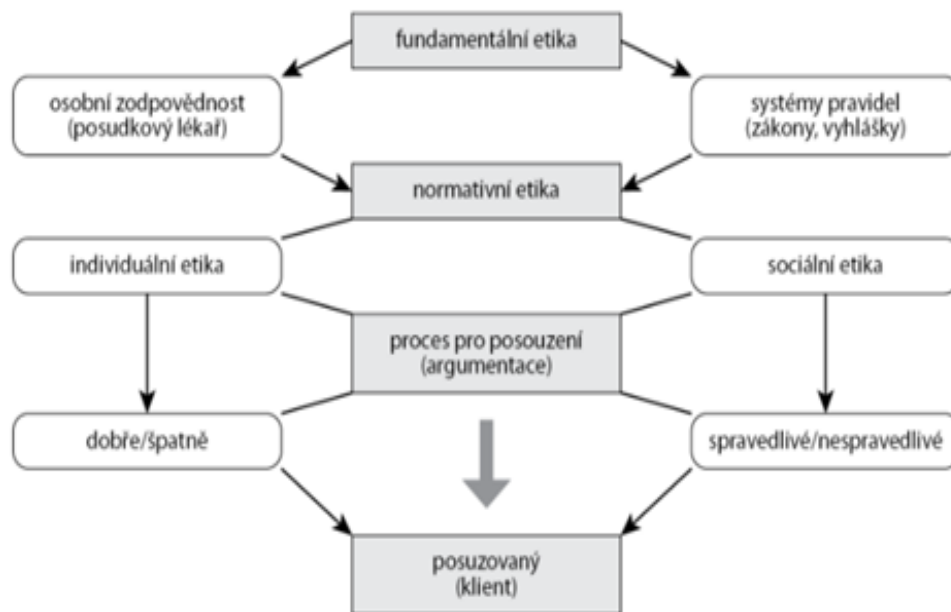 fundamentální etika
osobní zodpovědnost
(posudkový lékař)
systémy pravidel
(zákony, vyhlášky)
normativní etika
individuální etika
sociální etika
proces pro posouzení
(argumentace)
dobře/špatně
spravedlivé/nespravedlivé
posuzovaný
(klient)